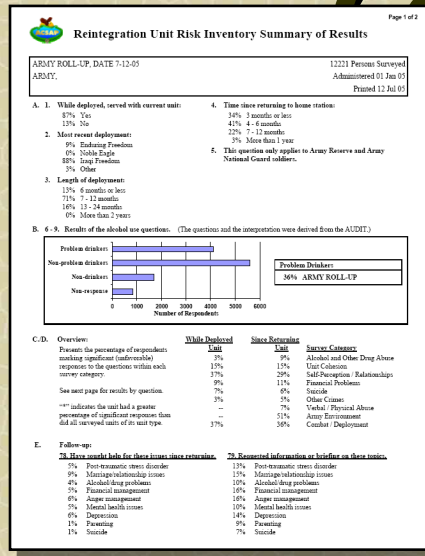 Page 1 of 2
ACSAP
Reintegration Unit Risk Inventory Summary of Results
ARMY ROLL-UP, DATE 7-12-05 12221 Persons Surveyed
ARMY, Administered 01 Jan 05
Printed 12 Jul 05
A. 1. While deployed, served with current unit:
87% Yes
13% No
2. Most recent deployment:
9% Enduring Freedom
0% Noble Eagle
88% Iraqi Freedom
3% Other
3. Length of deployment:
13% 6 months or less
71% 7 - 12 months
16% 13 - 24 months
0% More than 2 years
4. Time since returning to home station:
34% 3 months or less
41% 4 - 6 months
22% 7 - 12 months
3% More than 1 year
5. This question only applies to Army Reserve and Army
National Guard soldiers.
B. 6 - 9. Results of the alcohol use questions. (The questions and the interpretation were derived from the AUDIT.)
Problem drinkers
Non-problem drinkers
Non-drinkers
Non-response
0 1000 2000 3000 4000 5000 6000
Number of Respondents
Problem Drinkers
36% ARMY ROLL-UP
C./D. Overview:
Presents the percentage of respondents
marking significant (unfavorable)
responses to the questions within each
survey category.
See next page for results by question.
"*" indicates the unit had a greater
percentage of significant responses than
did all surveyed units of its unit type.
While Deployed Since Returning
Unit Unit Survey Category
3% 9% Alcohol and Other Drug Abuse
15% 15% Unit Cohesion
37% 29% Self-Perception / Relationships
9% 11% Financial Problems
7% 6% Suicide
3% 5% Other Crimes
-- 7% Verbal / Physical Abuse
-- 51% Army Environment
37% 36% Combat / Deployment
E. Follow-up:
78. Have sought help for these issues since returning.
5% Post-traumatic stress disorder
9% Marriage/relationship issues
4% Alcohol/drug problems
5% Financial management
6% Anger management
5% Mental health issues
6% Depression
1% Parenting
1% Suicide
79. Requested information or briefing on these topics.
13% Post-traumatic stress disorder
15% Marriage/relationship issues
10% Alcohol/drug problems
16% Financial management
16% Anger management
10% Mental health issues
14% Depression
9% Parenting
7% Suicide